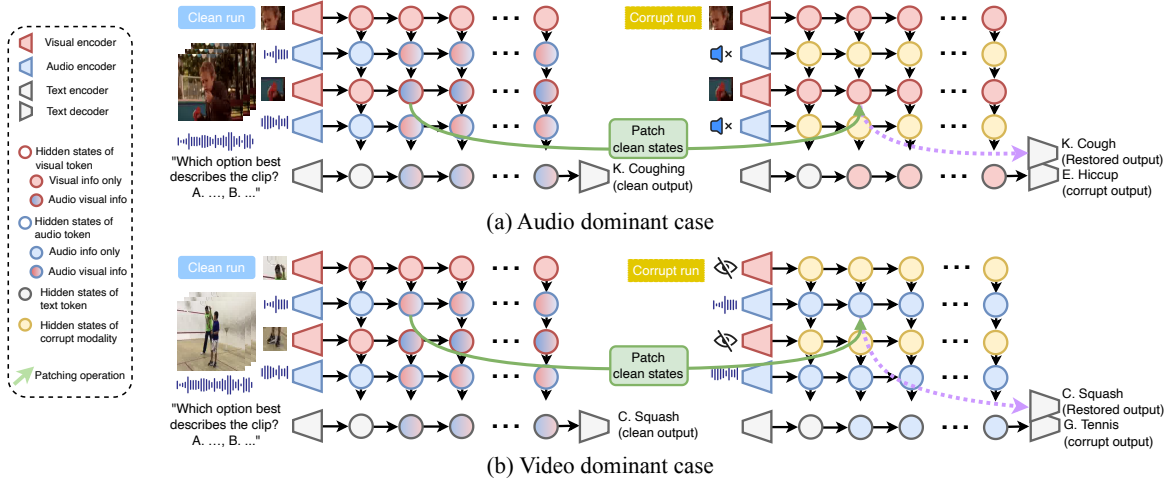 Visual encoder
Audio encoder
Text encoder
Text decoder
Hidden states of
visual token
Visual info only
Audio visual info
Hidden states of
audio token
Audio info only
Audio visual info
Hidden states
of text token
Hidden states of
corrupt modality
Patching operation
Clean run
"Which option best
describes the clip?
A. ..., B. ..."
K. Coughing
(clean output)
Patch
clean states
Corrupt run
K. Cough
(Restored output)
E. Hiccup
(corrupt output)
(a) Audio dominant case
Clean run
"Which option best
describes the clip?
A. ..., B. ..."
C. Squash
(clean output)
Patch
clean states
Corrupt run
C. Squash
(Restored output)
G. Tennis
(corrupt output)
(b) Video dominant case